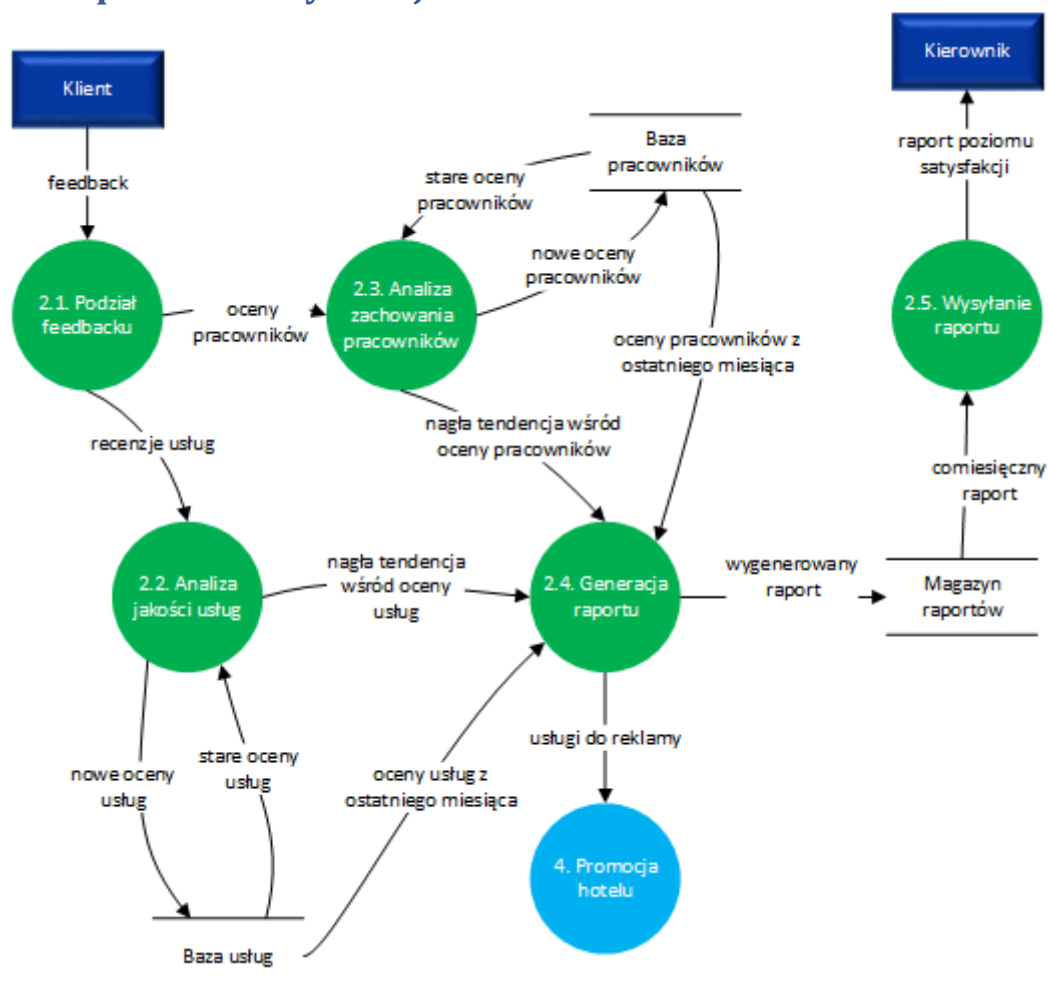 Kierownik
Klient
Baza
pracowników
raport poziomu
satysfakcji
feedback
stare oceny
pracowników
nowe oceny
pracowników
2.1. Podział
feedbacku
oceny
pracowników
2.3. Analiza
zachowania
pracowników
2.5. Wysyłanie
raportu
oceny pracowników z
ostatniego miesiąca
nagła tendencja wśród
oceny pracowników
recenzje usług
comiesięczny
raport
2.2. Analiza
jakości usług
nagła tendencja
wśród oceny
usług
2.4. Generacja
raportu
wygenerowany
raport
Magazyn
raportów
usługi do reklamy
stare oceny
usług
nowe oceny
usług
oceny usług z
ostatniego miesiąca
4. Promocja
hotelu
Baza usług